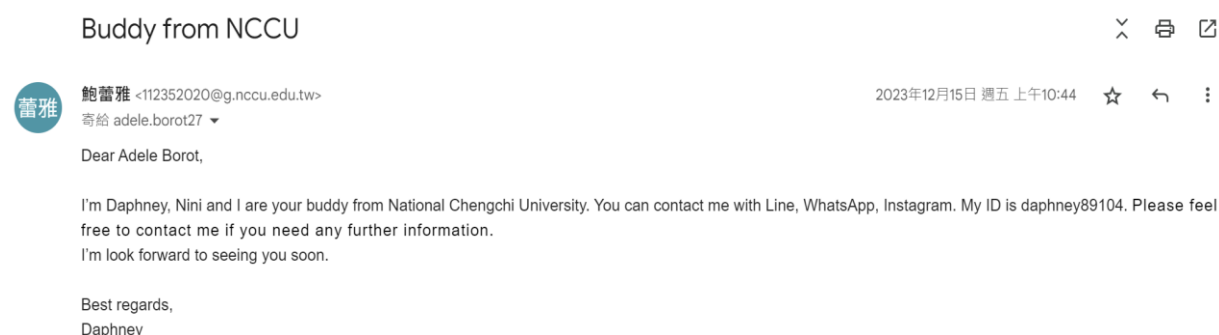 Buddy from NCCU
蕾雅
鮑蕾雅 <112352020@g.nccu.edu.tw>
2023年12月15日 週五 上午10:44
寄給 adele.borot27
Dear Adele Borot,
I'm Daphney, Nini and I are your buddy from National Chengchi University. You can contact me with Line, WhatsApp, Instagram. My ID is daphney89104. Please feel
free to contact me if you need any further information.
I'm look forward to seeing you soon.
Best regards,
Daphney